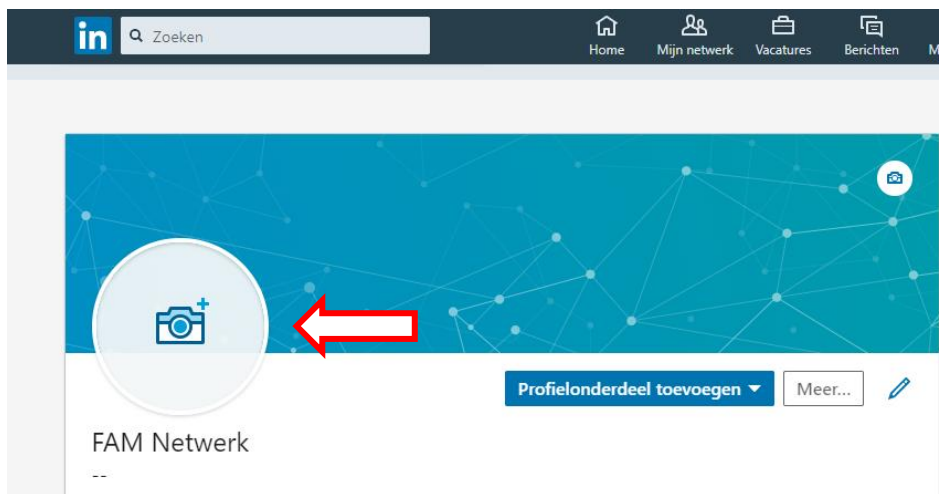 in Zoeken
Home Mijn netwerk Vacatures Berichten M
Profielonderdeel toevoegen Meer...
FAM Netwerk
--